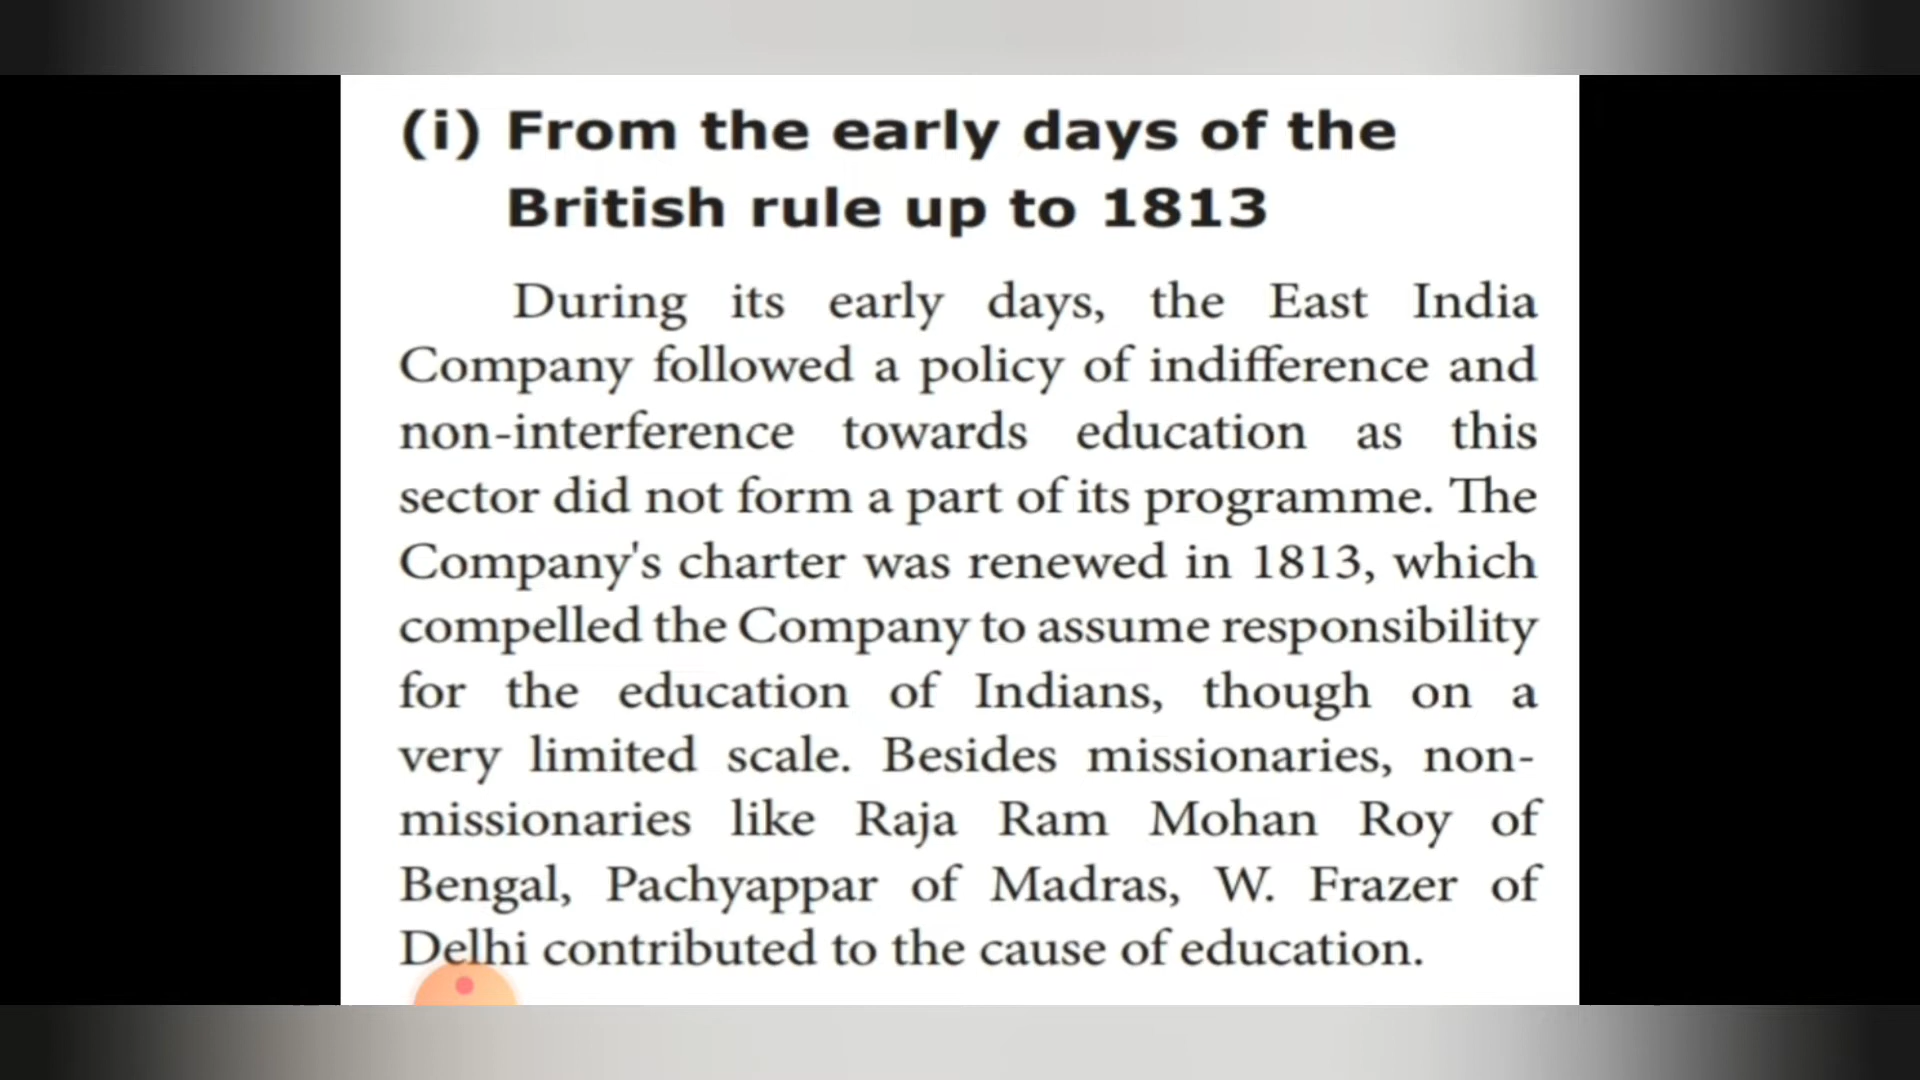 (i) From the early days of the
British rule up to 1813
During its early days, the East India
Company followed a policy of indifference and
non-interference towards education as this
sector did not form a part of its programme. The
Company's charter was renewed in 1813, which
compelled the Company to assume responsibility
for the education of Indians, though on a
very limited scale. Besides missionaries, non-
missionaries like Raja Ram Mohan Roy of
Bengal, Pachyappar of Madras, W. Frazer of
Delhi contributed to the cause of education.